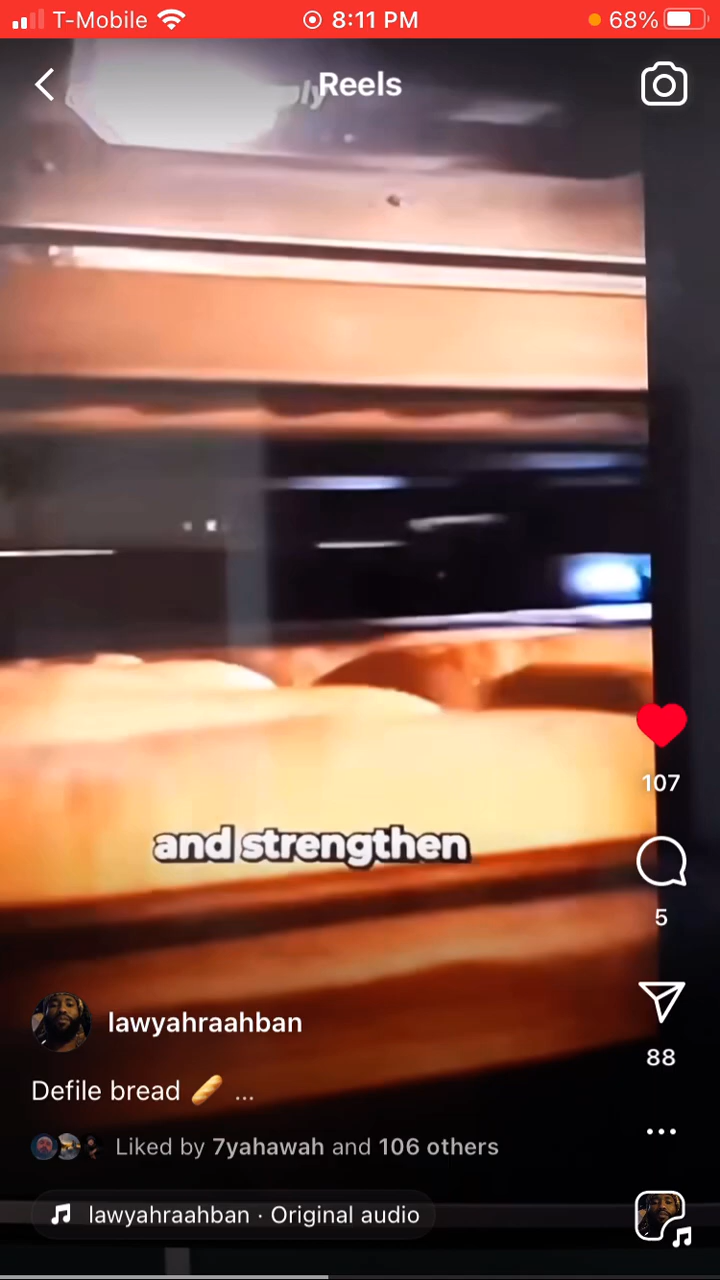 T-Mobile 8:11 PM 68%
Reels
and strengthen
107
5
88
lawyahraahban
Defile bread 🥖 ...
Liked by 7yahawah and 106 others
lawyahraahban · Original audio